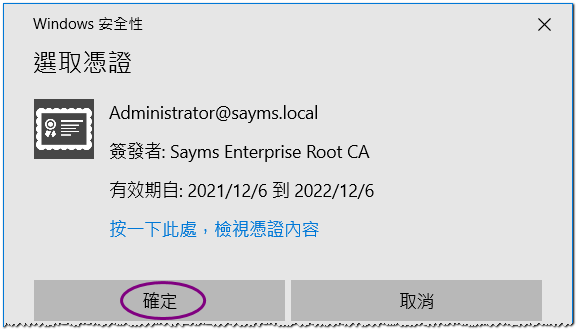 Windows 安全性
選取憑證
Administrator@sayms.local
簽發者: Sayms Enterprise Root CA
有效期自: 2021/12/6 到 2022/12/6
按一下此處，檢視憑證內容
確定
取消